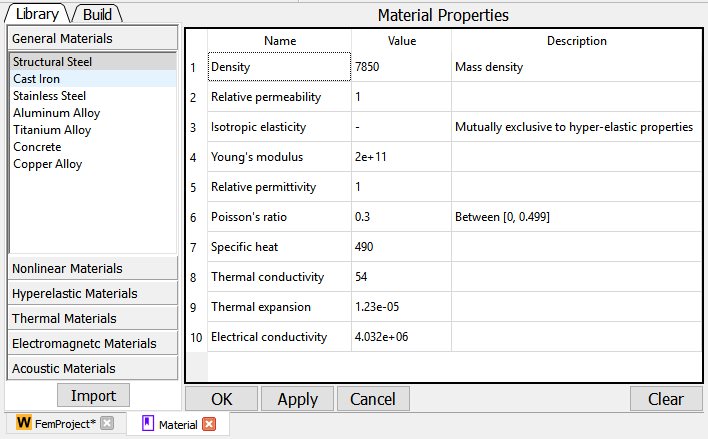 Library Build
Material Properties
General Materials
Structural Steel
Cast Iron
Stainless Steel
Aluminum Alloy
Titanium Alloy
Concrete
Copper Alloy
Nonlinear Materials
Hyperelastic Materials
Thermal Materials
Electromagnetc Materials
Acoustic Materials
Import
Name Value Description
1 Density 7850 Mass density
2 Relative permeability 1
3 Isotropic elasticity - Mutually exclusive to hyper-elastic properties
4 Young's modulus 2e+11
5 Relative permittivity 1
6 Poisson's ratio 0.3 Between [0, 0.499]
7 Specific heat 490
8 Thermal conductivity 54
9 Thermal expansion 1.23e-05
10 Electrical conductivity 4.032e+06
OK Apply Cancel Clear
W FemProject* Material